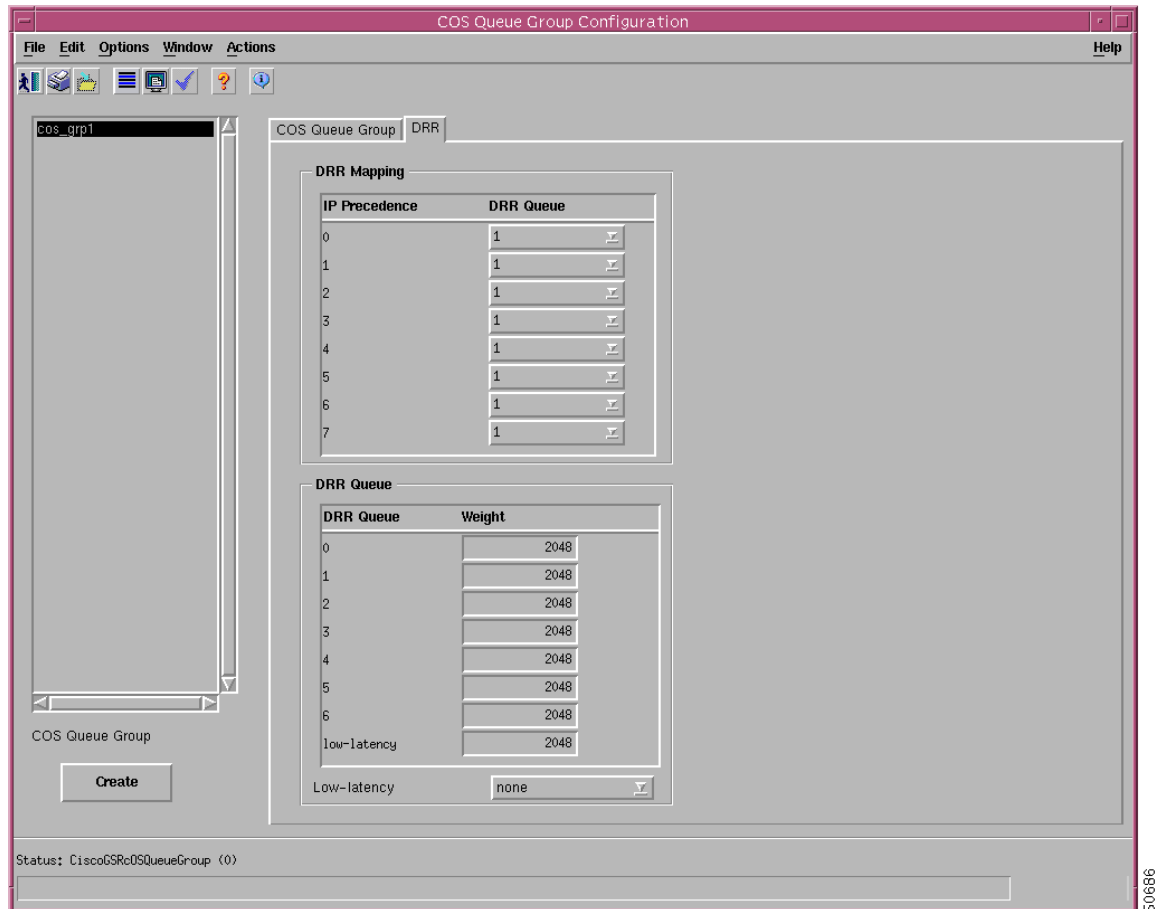 COS Queue Group Configuration
File Edit Options Window Actions Help
cos_grp1
COS Queue Group DRR
DRR Mapping
IP Precedence DRR Queue
0 1
1 1
2 1
3 1
4 1
5 1
6 1
7 1
DRR Queue
DRR Queue Weight
0 2048
1 2048
2 2048
3 2048
4 2048
5 2048
6 2048
low-latency 2048
Low-latency none
COS Queue Group
Create
Status: CiscoGSRcOSQueueGroup (0)
50686